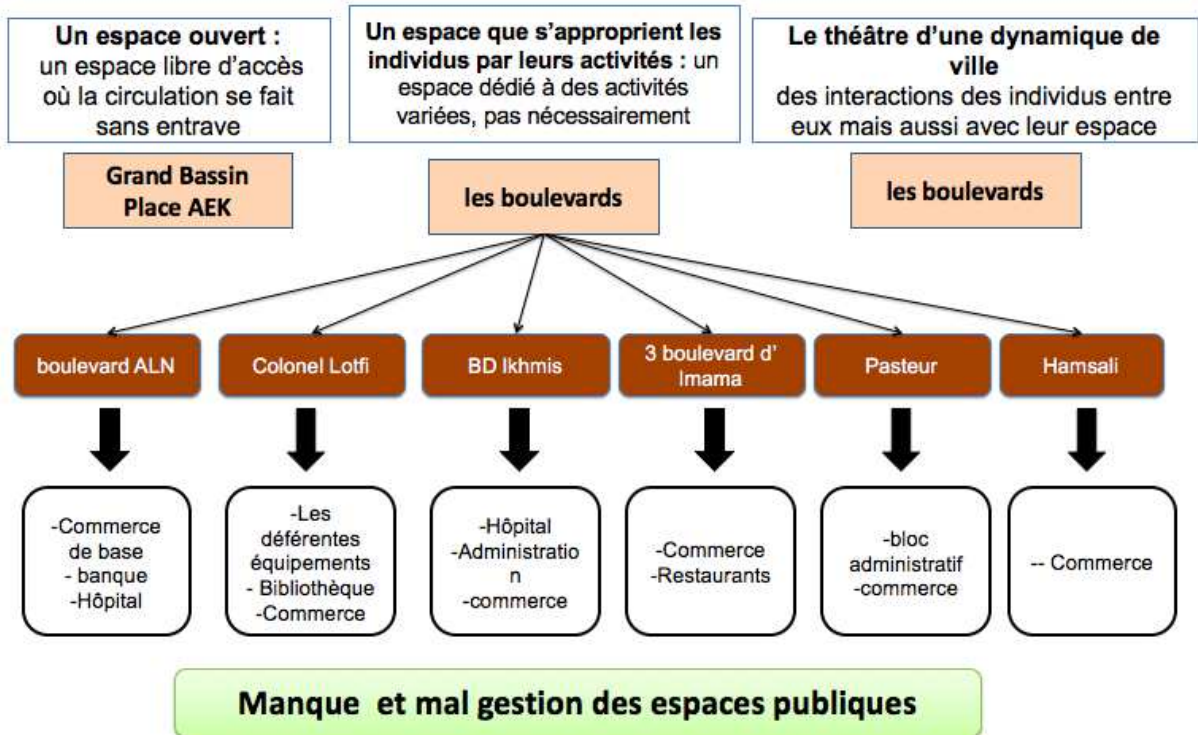 Un espace ouvert :
un espace libre d'accès
où la circulation se fait
sans entrave
Un espace que s'approprient les
individus par leurs activités : un
espace dédié à des activités
variées, pas nécessairement
Le théâtre d'une dynamique de
ville
des interactions des individus entre
eux mais aussi avec leur espace
Grand Bassin
Place AEK
les boulevards
les boulevards
boulevard ALN
Colonel Lotfi
BD Ikhmis
3 boulevard d'
Imama
Pasteur
Hamsali
-Commerce
de base
- banque
-Hôpital
-Les
déférentes
équipements
- Bibliothèque
-Commerce
-Hôpital
-Administratio
n
-commerce
-Commerce
-Restaurants
-bloc
administratif
-commerce
-- Commerce
Manque et mal gestion des espaces publiques